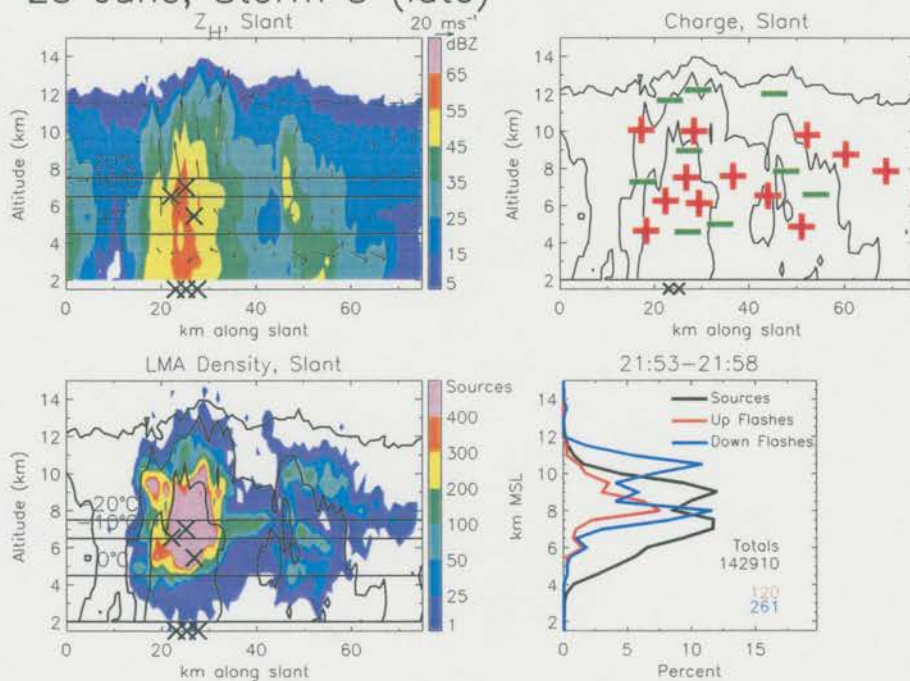 Z_H, Slant
20 ms⁻¹
dBZ
Altitude (km)
14
12
10
8
6
4
2
65
55
45
35
25
15
5
0
20
40
60
km along slant
Charge, Slant
Altitude (km)
14
12
10
8
6
4
2
0
20
40
60
km along slant
LMA Density, Slant
Sources
Altitude (km)
14
12
10
8
6
4
2
-20°C
-10°C
0°C
400
300
200
100
50
25
1
0
20
40
60
km along slant
21:53-21:58
km MSL
14
12
10
8
6
4
2
Sources
Up Flashes
Down Flashes
Totals
142910
120
261
0
5
10
15
Percent